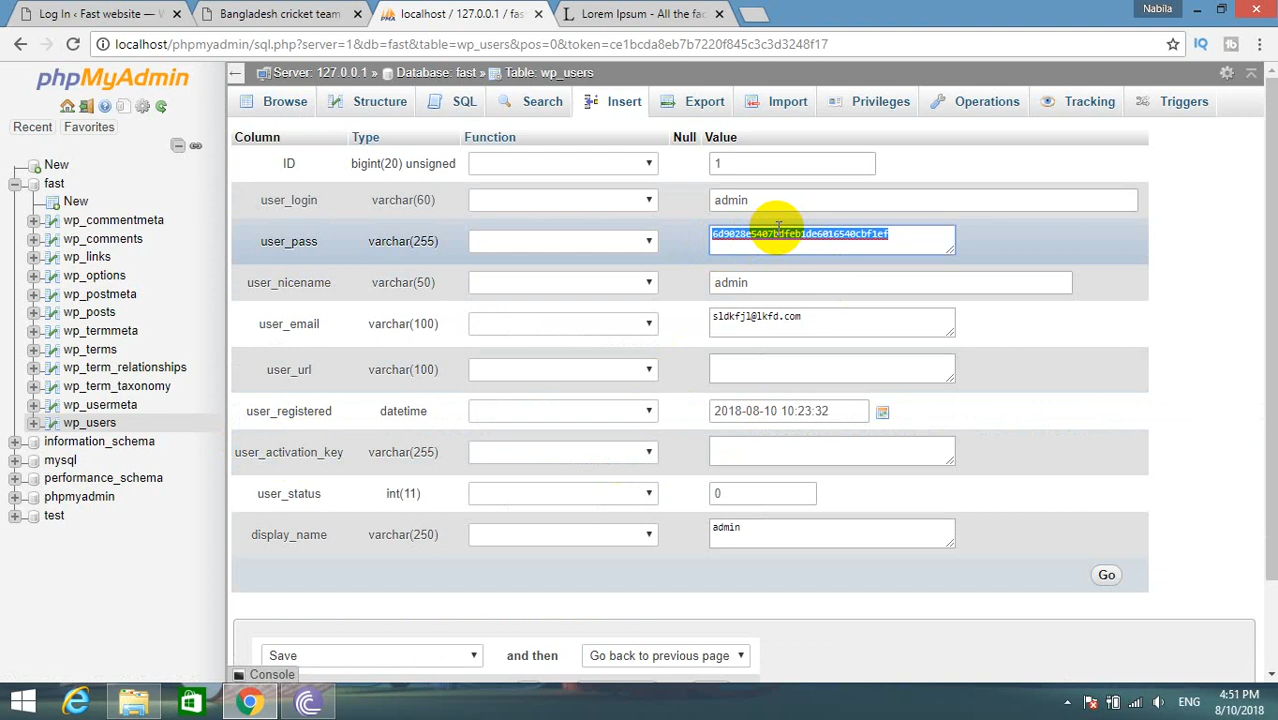 Log In ‹ Fast website — W
Bangladesh cricket team
localhost / 127.0.0.1 / fas
Lorem Ipsum - All the fac
Nabila
localhost/phpmyadmin/sql.php?server=1&db=fast&table=wp_users&pos=0&token=ce1bcda8eb7b7220f845c3c3d3248f17
phpMyAdmin
Server: 127.0.0.1 » Database: fast » Table: wp_users
Browse Structure SQL Search Insert Export Import Privileges Operations Tracking Triggers
Recent Favorites
New
fast
New
wp_commentmeta
wp_comments
wp_links
wp_options
wp_postmeta
wp_posts
wp_termmeta
wp_terms
wp_term_relationships
wp_term_taxonomy
wp_usermeta
wp_users
information_schema
mysql
performance_schema
phpmyadmin
test
Column Type Function Null Value
ID bigint(20) unsigned 1
user_login varchar(60) admin
user_pass varchar(255) 6d9028e5407bdfeb1de6016540cbf1ef
user_nicename varchar(50) admin
user_email varchar(100) sldkfjl@lkfd.com
user_url varchar(100)
user_registered datetime 2018-08-10 10:23:32
user_activation_key varchar(255)
user_status int(11) 0
display_name varchar(250) admin
Go
Save and then Go back to previous page
Console
ENG
4:51 PM
8/10/2018